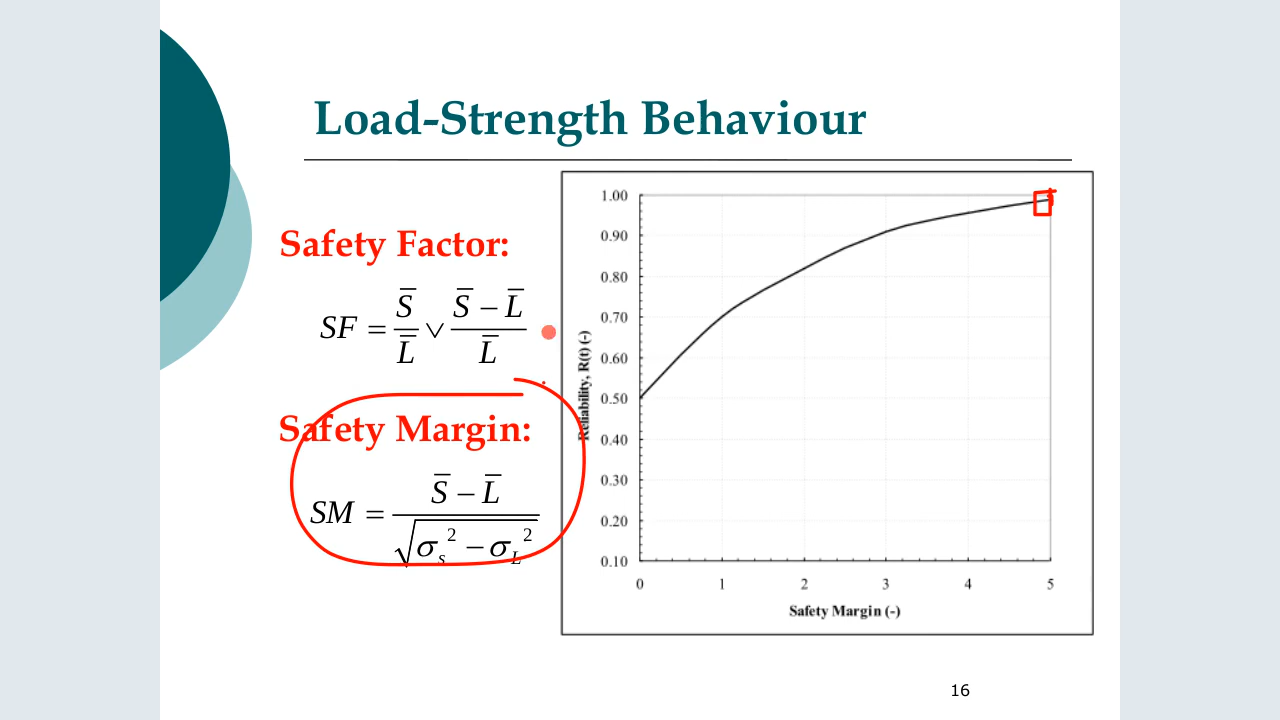 Load-Strength Behaviour
Safety Factor:
SF = S̅ / L̅ ∨ (S̅ − L̅) / L̅
Safety Margin:
SM = (S̅ − L̅) / √(σ_S² − σ_L²)
1.00
0.90
0.80
0.70
0.60
0.50
0.40
0.30
0.20
0.10
Reliability, R(t) (-)
0 1 2 3 4 5
Safety Margin (-)
16